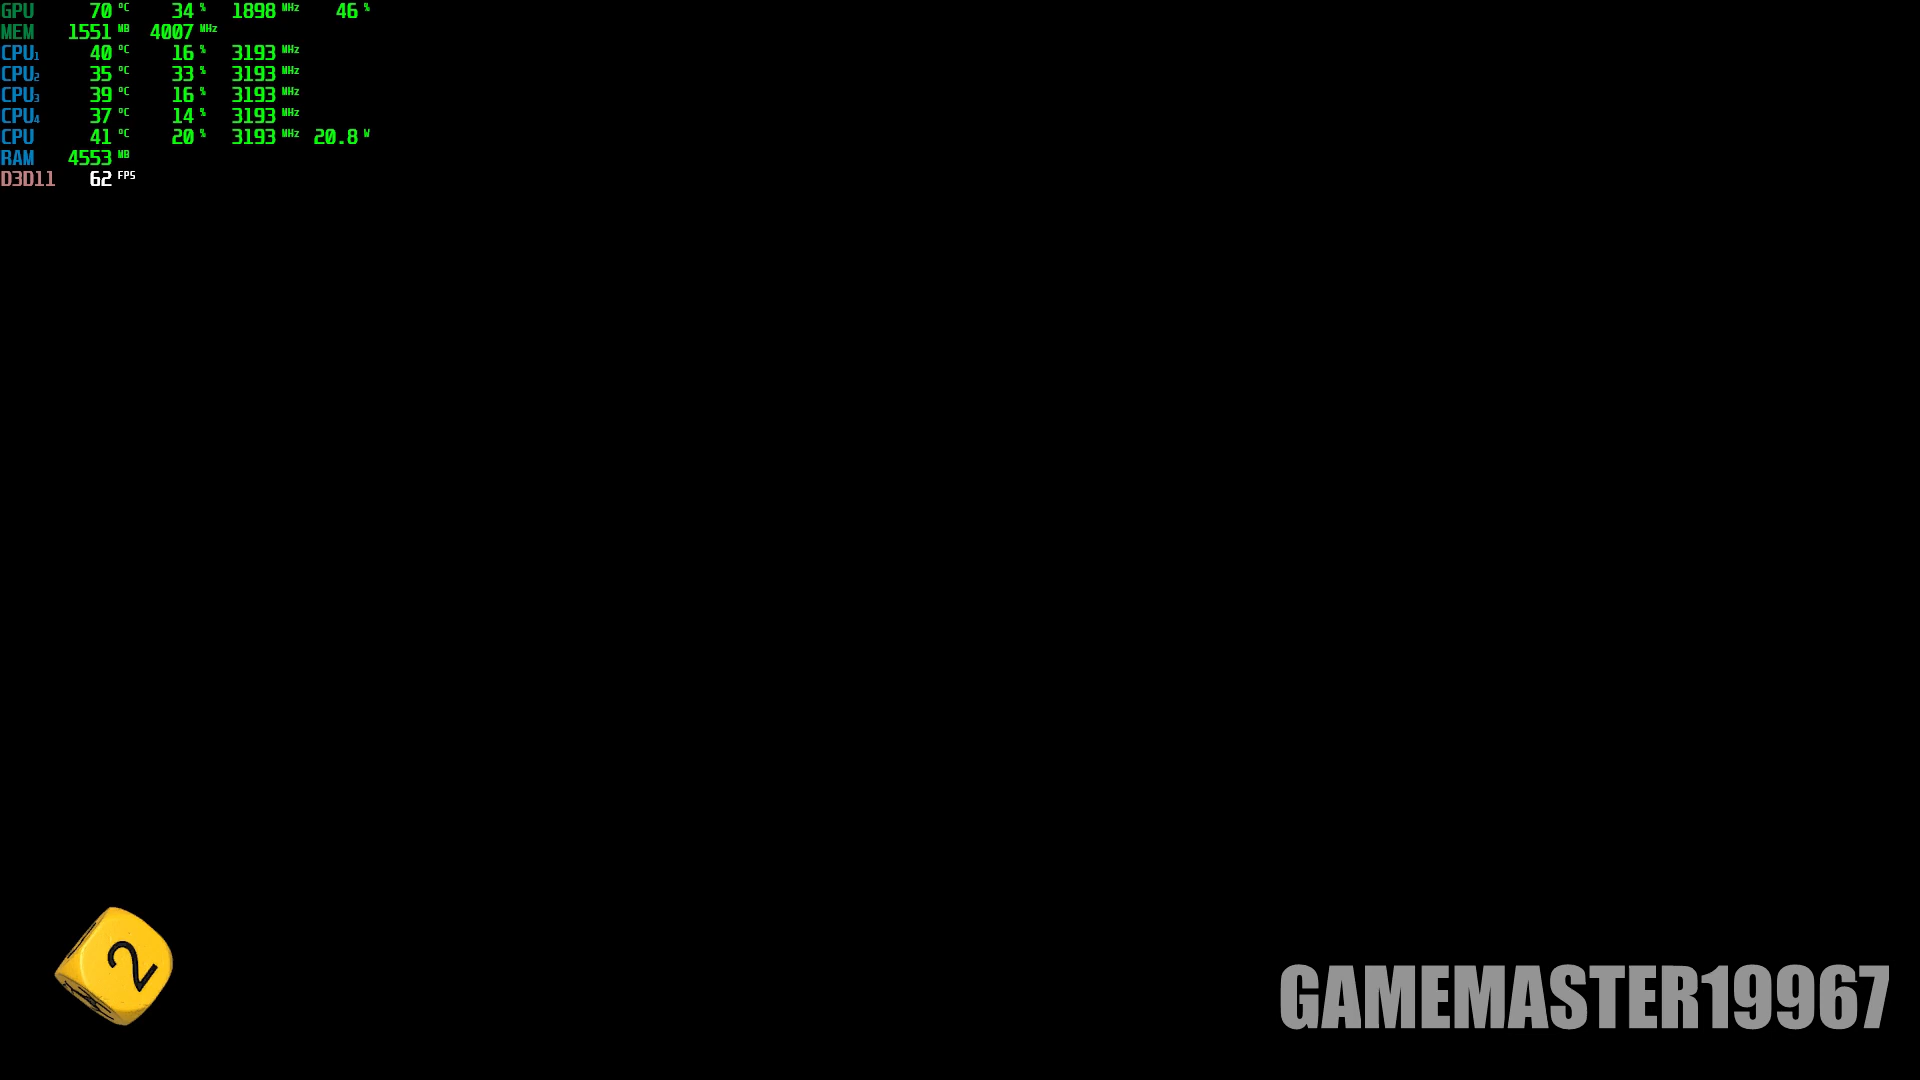 GPU 70 °C 34 % 1898 MHz 46 %
MEM 1551 MB 4007 MHz
CPU1 40 °C 16 % 3193 MHz
CPU2 35 °C 33 % 3193 MHz
CPU3 39 °C 16 % 3193 MHz
CPU4 37 °C 14 % 3193 MHz
CPU 41 °C 20 % 3193 MHz 20.8 W
RAM 4553 MB
D3D11 62 FPS
2
GAMEMASTER19967